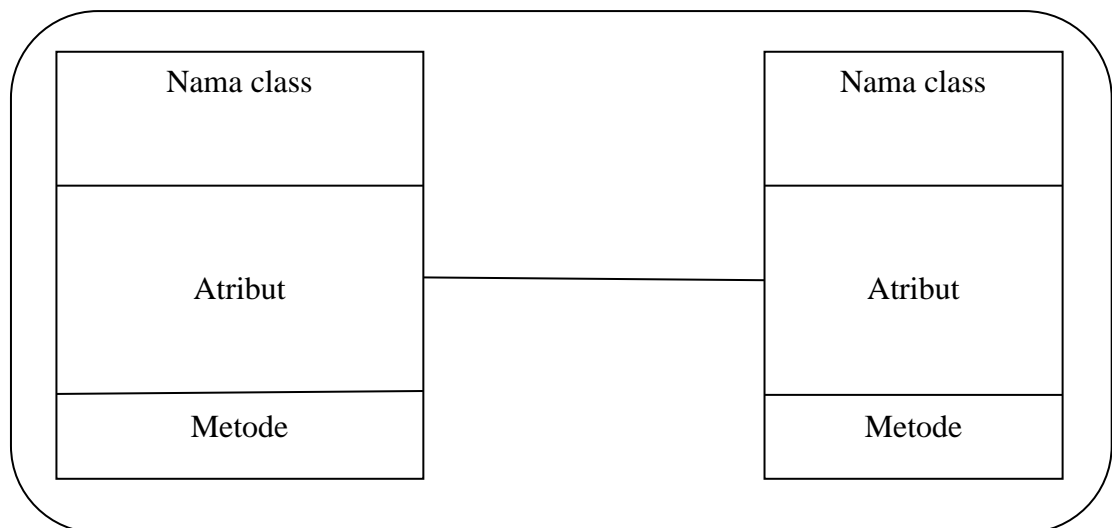 Nama class
Atribut
Metode
Nama class
Atribut
Metode